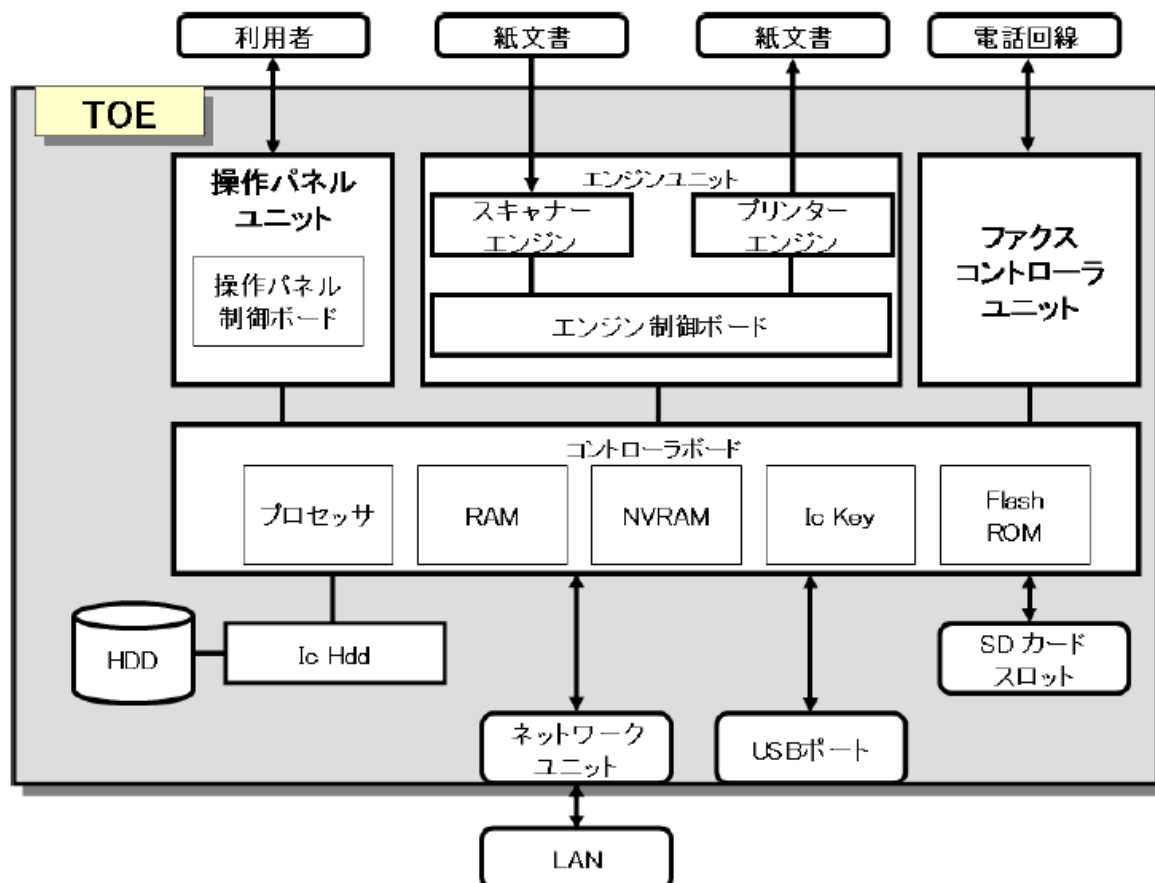 利用者
紙文書
紙文書
電話回線
TOE
操作パネル
ユニット
操作パネル
制御ボード
エンジンユニット
スキャナー
エンジン
プリンター
エンジン
エンジン制御ボード
ファクス
コントローラ
ユニット
コントローラボード
プロセッサ
RAM
NVRAM
Ic Key
Flash
ROM
HDD
Ic Hdd
SD カード
スロット
ネットワーク
ユニット
USBポート
LAN